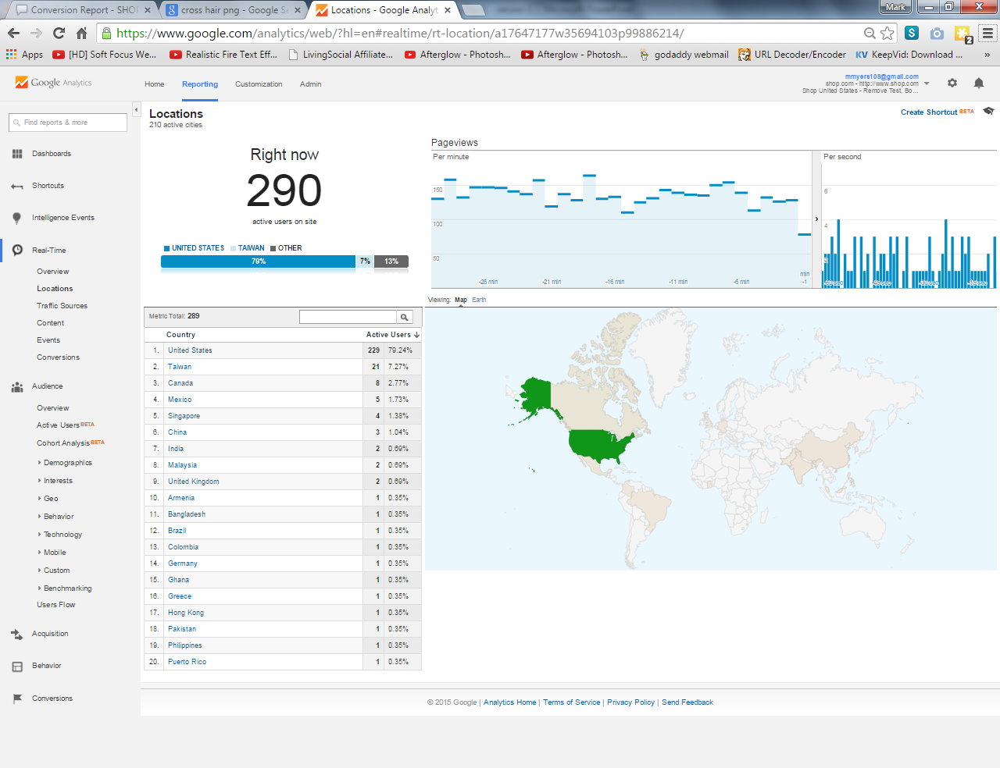 Conversion Report - SHOP
cross hair png - Google Se
Locations - Google Analyt
Mark
https://www.google.com/analytics/web/?hl=en#realtime/rt-location/a17647177w35694103p99886214/
S
2
Apps
[HD] Soft Focus We...
Realistic Fire Text Eff...
LivingSocial Affiliate...
Afterglow - Photosh...
Afterglow - Photosh...
godaddy webmail
URL Decoder/Encoder
KV KeepVid: Download ...
»
Google Analytics
Home
Reporting
Customization
Admin
mmyers108@gmail.com
shop.com - http://www.shop.com
Shop United States - Remove Test, Bo...
Find reports & more
Dashboards
Shortcuts
Intelligence Events
Real-Time
Overview
Locations
Traffic Sources
Content
Events
Conversions
Audience
Overview
Active Users BETA
Cohort Analysis BETA
Demographics
Interests
Geo
Behavior
Technology
Mobile
Custom
Benchmarking
Users Flow
Acquisition
Behavior
Conversions
Locations
210 active cities
Create Shortcut BETA
Right now
290
active users on site
UNITED STATES
TAIWAN
OTHER
79%
7%
13%
Pageviews
Per minute
150
100
50
-26 min
-21 min
-16 min
-11 min
-6 min
min
-1
Per second
6
4
2
-60 sec
-45 sec
-30 sec
-15 sec
Viewing: Map Earth
Metric Total: 289
Country Active Users
1. United States 229 79.24%
2. Taiwan 21 7.27%
3. Canada 8 2.77%
4. Mexico 5 1.73%
5. Singapore 4 1.38%
6. China 3 1.04%
7. India 2 0.69%
8. Malaysia 2 0.69%
9. United Kingdom 2 0.69%
10. Armenia 1 0.35%
11. Bangladesh 1 0.35%
12. Brazil 1 0.35%
13. Colombia 1 0.35%
14. Germany 1 0.35%
15. Ghana 1 0.35%
16. Greece 1 0.35%
17. Hong Kong 1 0.35%
18. Pakistan 1 0.35%
19. Philippines 1 0.35%
20. Puerto Rico 1 0.35%
© 2015 Google | Analytics Home | Terms of Service | Privacy Policy | Send Feedback